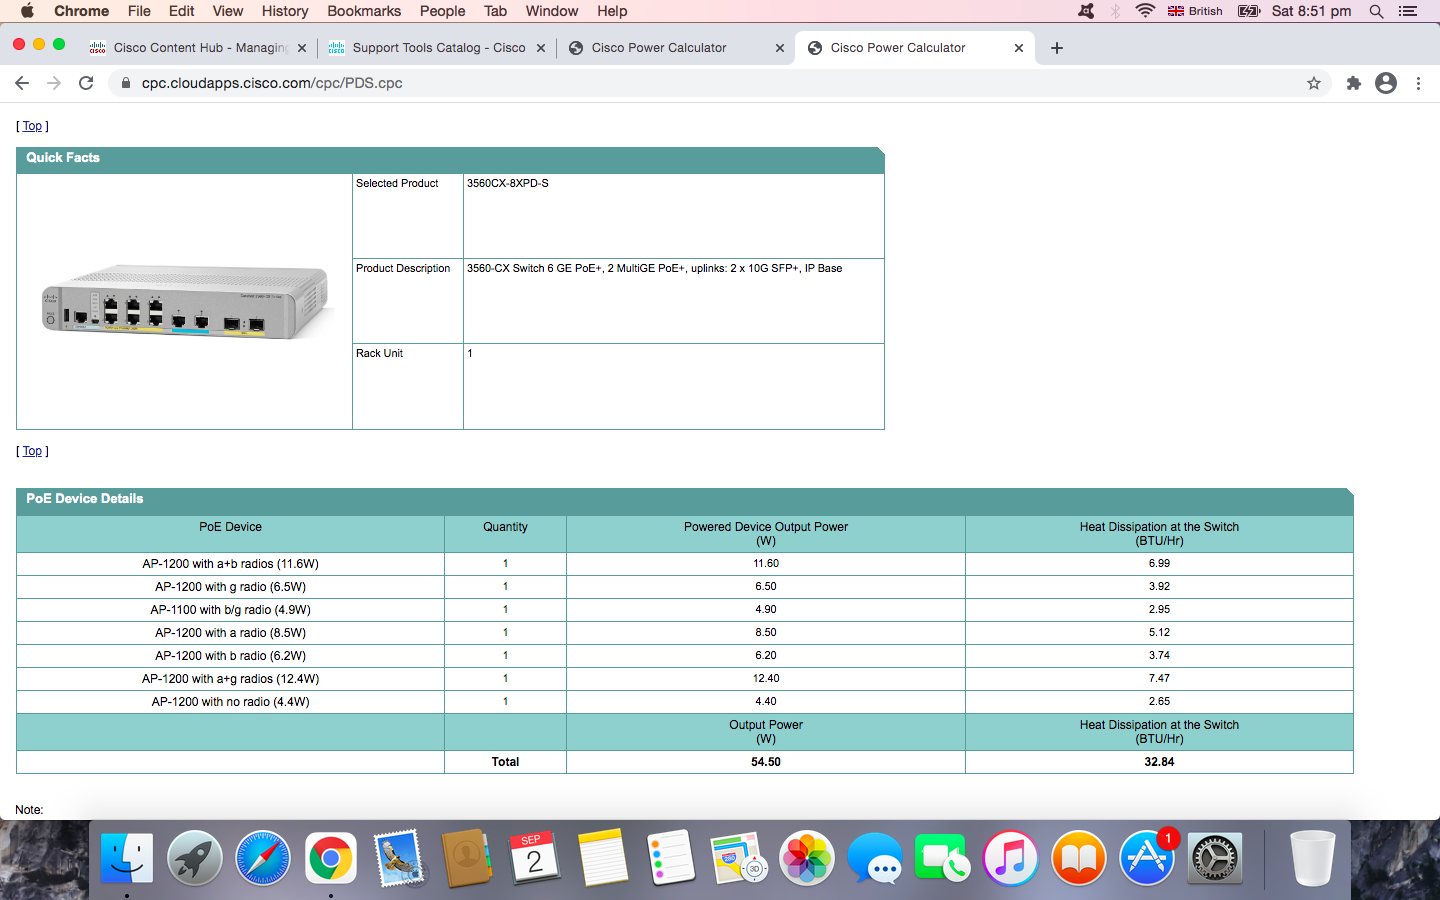 Chrome File Edit View History Bookmarks People Tab Window Help British Sat 8:51 pm
Cisco Content Hub - Managing
Support Tools Catalog - Cisco
Cisco Power Calculator
Cisco Power Calculator
cpc.cloudapps.cisco.com/cpc/PDS.cpc
[ Top ]
Quick Facts
Selected Product 3560CX-8XPD-S
Product Description 3560-CX Switch 6 GE PoE+, 2 MultiGE PoE+, uplinks: 2 x 10G SFP+, IP Base
Rack Unit 1
[ Top ]
PoE Device Details
PoE Device Quantity Powered Device Output Power (W) Heat Dissipation at the Switch (BTU/Hr)
AP-1200 with a+b radios (11.6W) 1 11.60 6.99
AP-1200 with g radio (6.5W) 1 6.50 3.92
AP-1100 with b/g radio (4.9W) 1 4.90 2.95
AP-1200 with a radio (8.5W) 1 8.50 5.12
AP-1200 with b radio (6.2W) 1 6.20 3.74
AP-1200 with a+g radios (12.4W) 1 12.40 7.47
AP-1200 with no radio (4.4W) 1 4.40 2.65
Output Power (W) Heat Dissipation at the Switch (BTU/Hr)
Total 54.50 32.84
Note:
SEP
2
280
3D
1